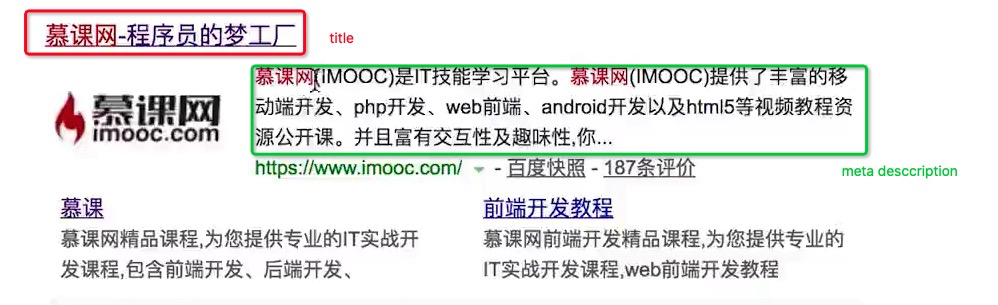 慕课网-程序员的梦工厂
title
慕课网(IMOOC)是IT技能学习平台。慕课网(IMOOC)提供了丰富的移
动端开发、php开发、web前端、android开发以及html5等视频教程资
源公开课。并且富有交互性及趣味性,你...
慕课网
imooc.com
https://www.imooc.com/ - 百度快照 - 187条评价
meta desccription
慕课
慕课网精品课程,为您提供专业的IT实战开
发课程,包含前端开发、后端开发、
前端开发教程
慕课网前端开发精品课程,为您提供专业的
IT实战开发课程,web前端开发教程